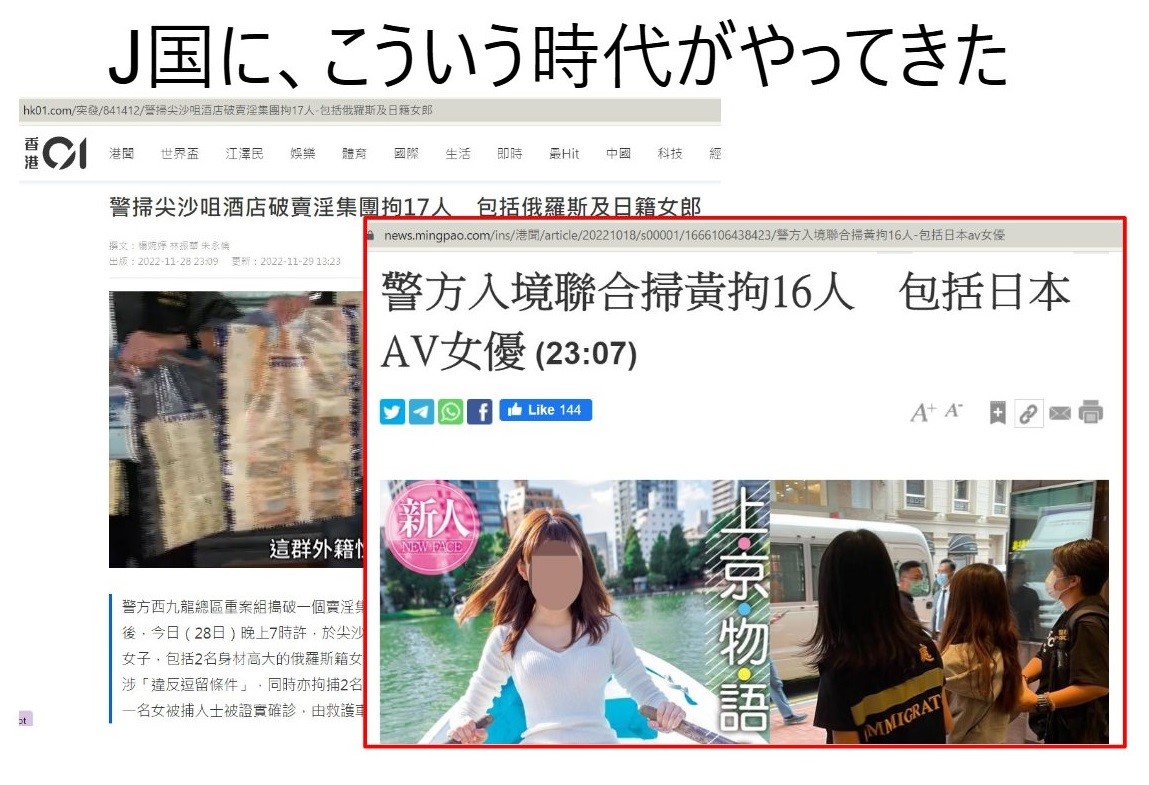 J国に、こういう時代がやってきた
hk01.com/突發/841412/警掃尖沙咀酒店破賣淫集團拘17人-包括俄羅斯及日籍女郎
香港01
港聞 世界盃 江澤民 娛樂 體育 國際 生活 即時 最Hit 中國 科技 經
警掃尖沙咀酒店破賣淫集團拘17人 包括俄羅斯及日籍女郎
撰文：楊婉婷 林振華 朱永倫
出版：2022-11-28 23:09 更新：2022-11-29 13:23
這群外籍
警方西九龍總區重案組搗破一個賣淫集
後，今日（28日）晚上7時許，於尖沙
女子，包括2名身材高大的俄羅斯籍女
涉「違反逗留條件」，同時亦拘捕2名
一名女被捕人士被證實確診，由救護車
news.mingpao.com/ins/港聞/article/20221018/s00001/1666106438423/警方入境聯合掃黃拘16人-包括日本av女優
警方入境聯合掃黃拘16人 包括日本
AV女優 (23:07)
Like 144
A+ A-
新人
NEW FACE
上京物語
處
IMMIGRAT